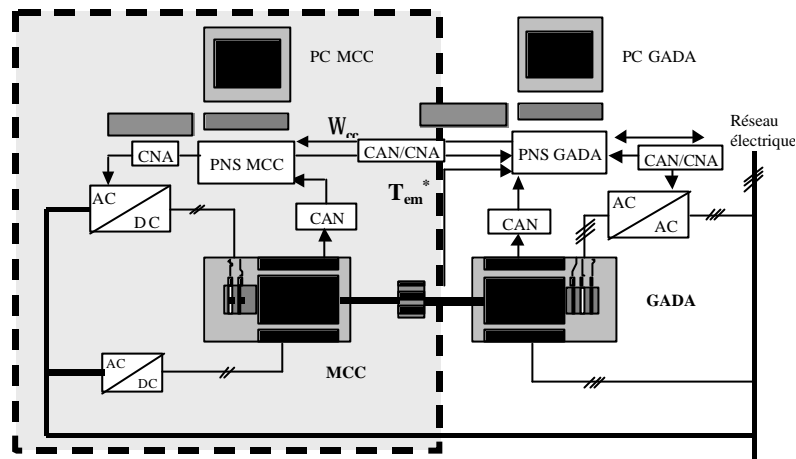 PC MCC
PC GADA
Réseau
électrique
W cc
CNA
PNS MCC
CAN/CNA
PNS GADA
CAN/CNA
T em *
AC
DC
CAN
CAN
AC
AC
GADA
AC
DC
MCC